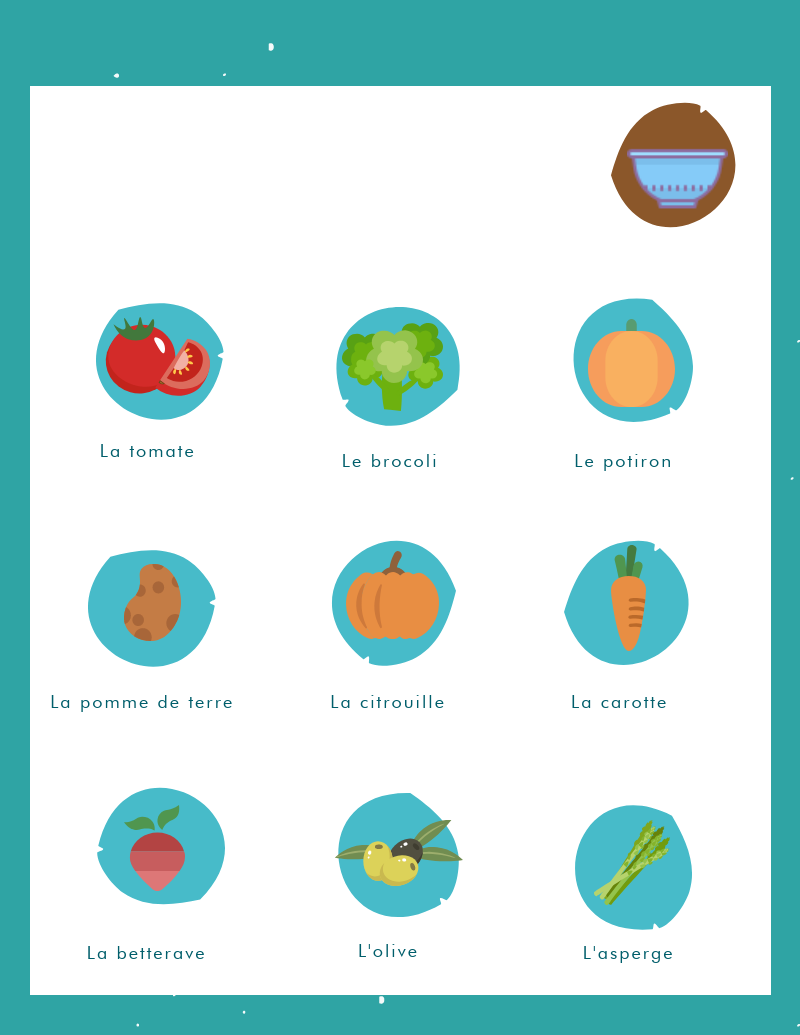 La tomate
Le brocoli
Le potiron
La pomme de terre
La citrouille
La carotte
La betterave
L'olive
L'asperge